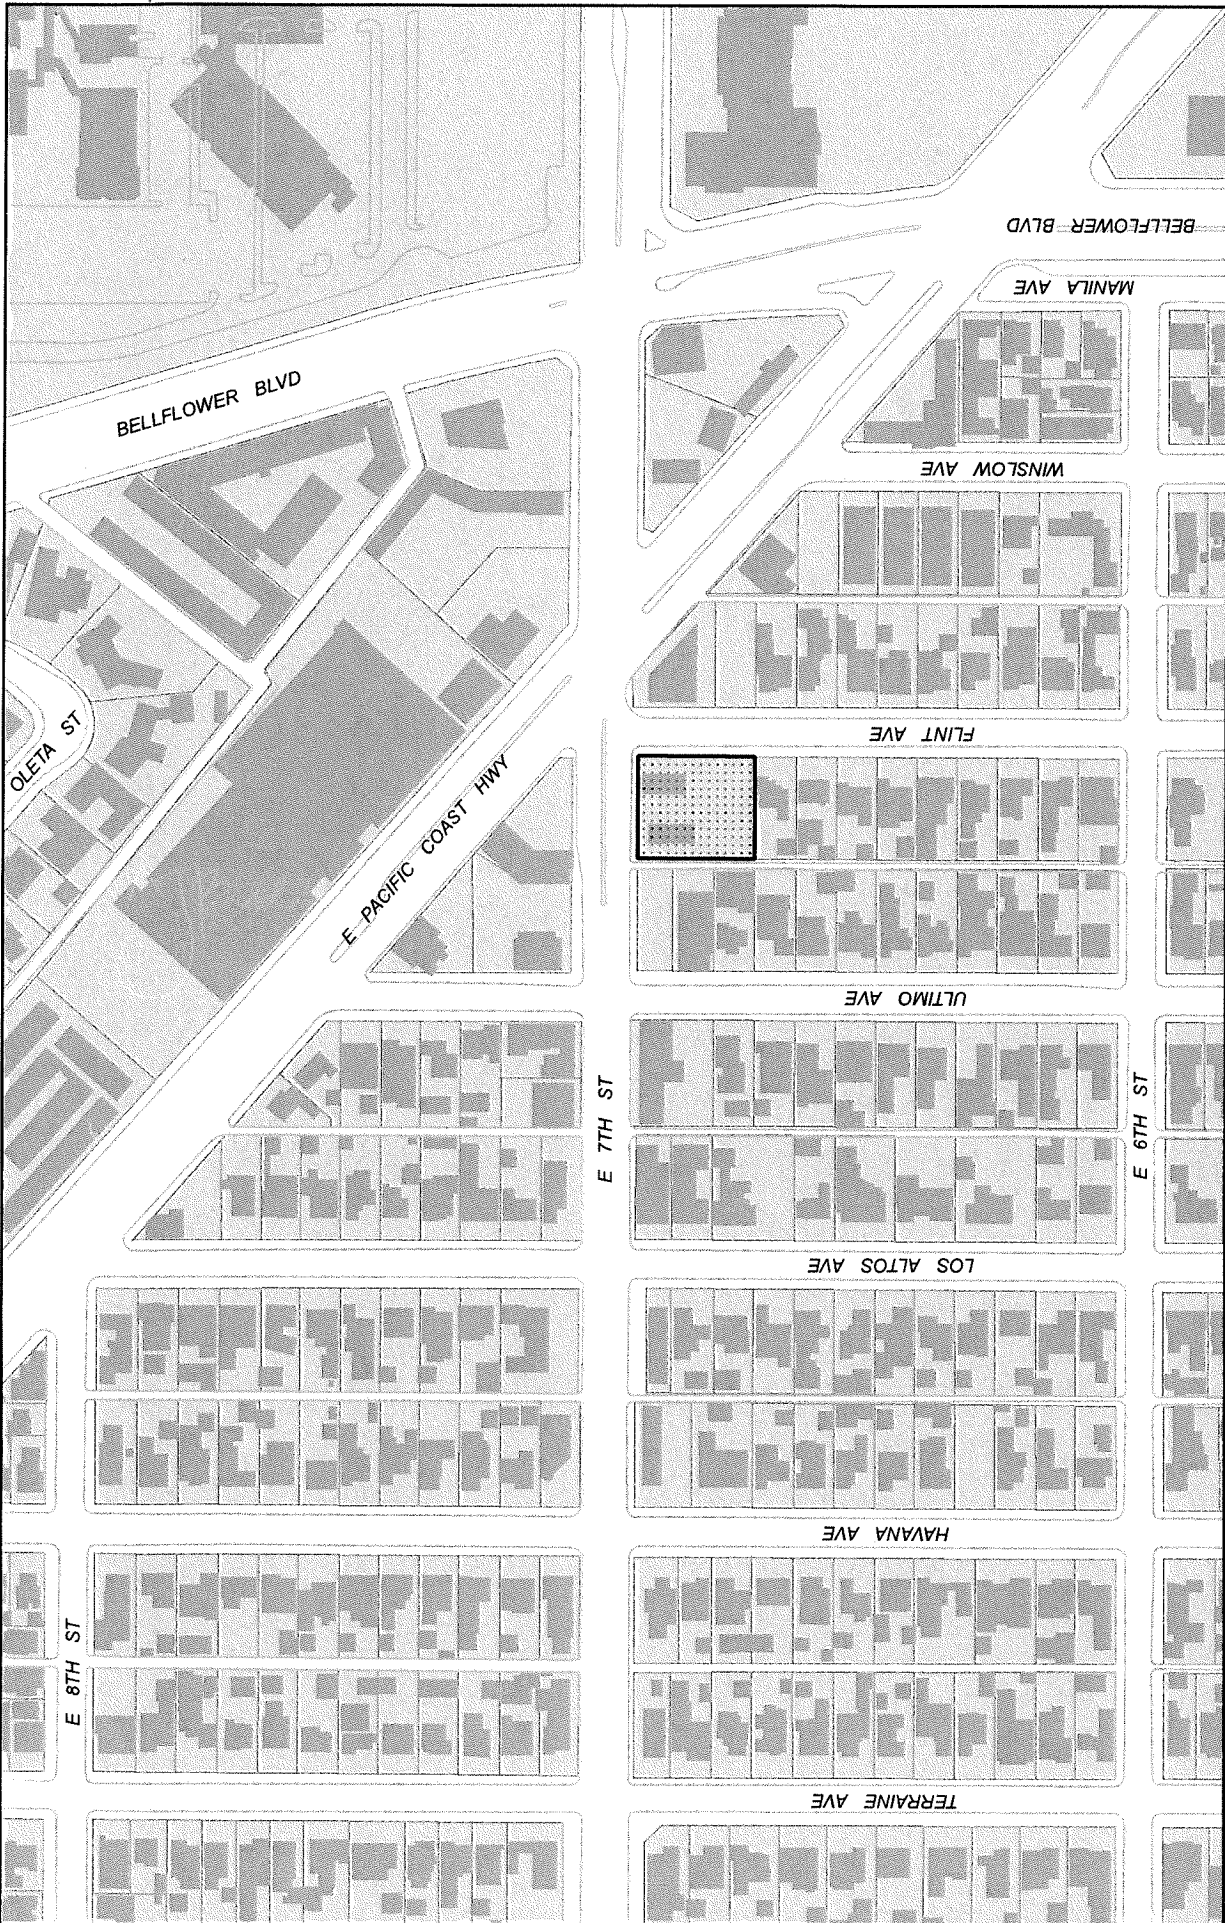 BELLFLOWER BLVD
MANILA AVE
BELLFLOWER BLVD
WINSLOW AVE
OLETA ST
FLINT AVE
E PACIFIC COAST HWY
ULTIMO AVE
E 7TH ST
E 6TH ST
LOS ALTOS AVE
HAVANA AVE
E 8TH ST
TERRAINE AVE